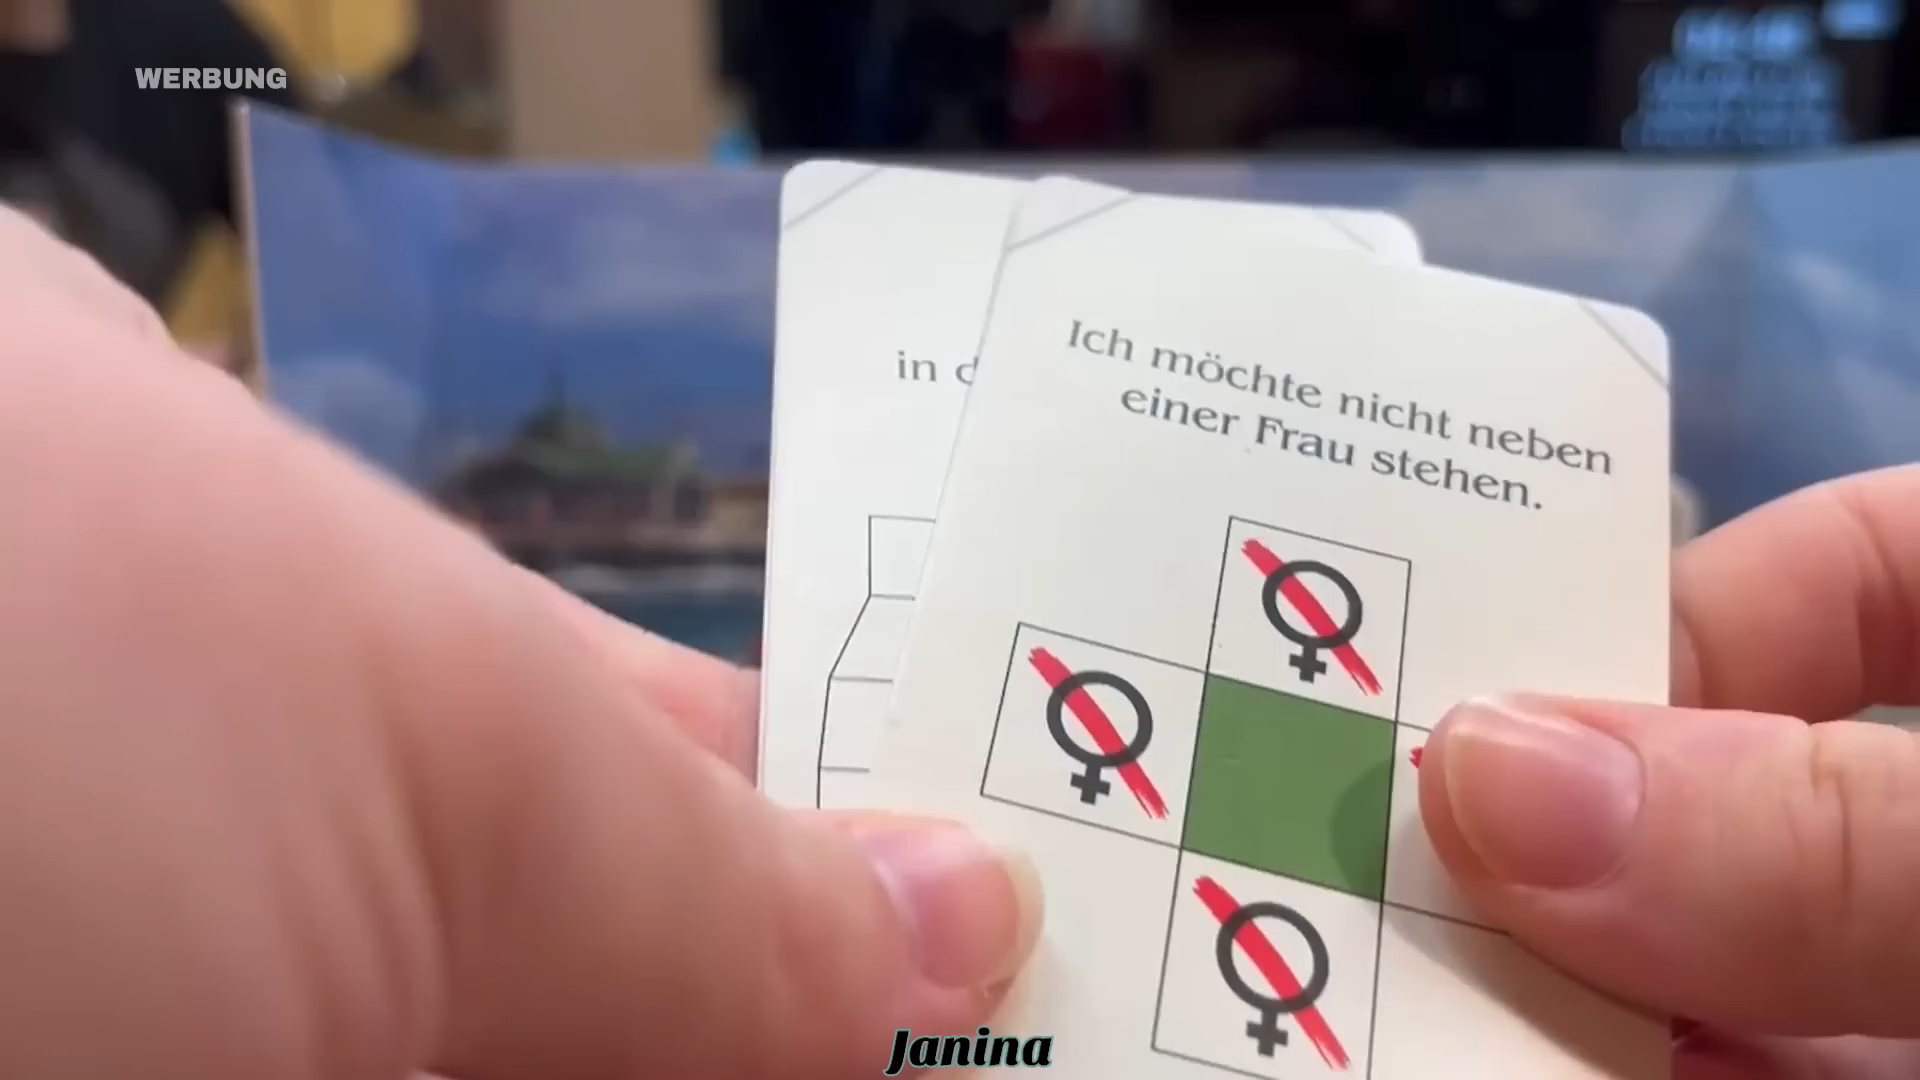 WERBUNG
in
Ich möchte nicht neben
einer Frau stehen.
Janina